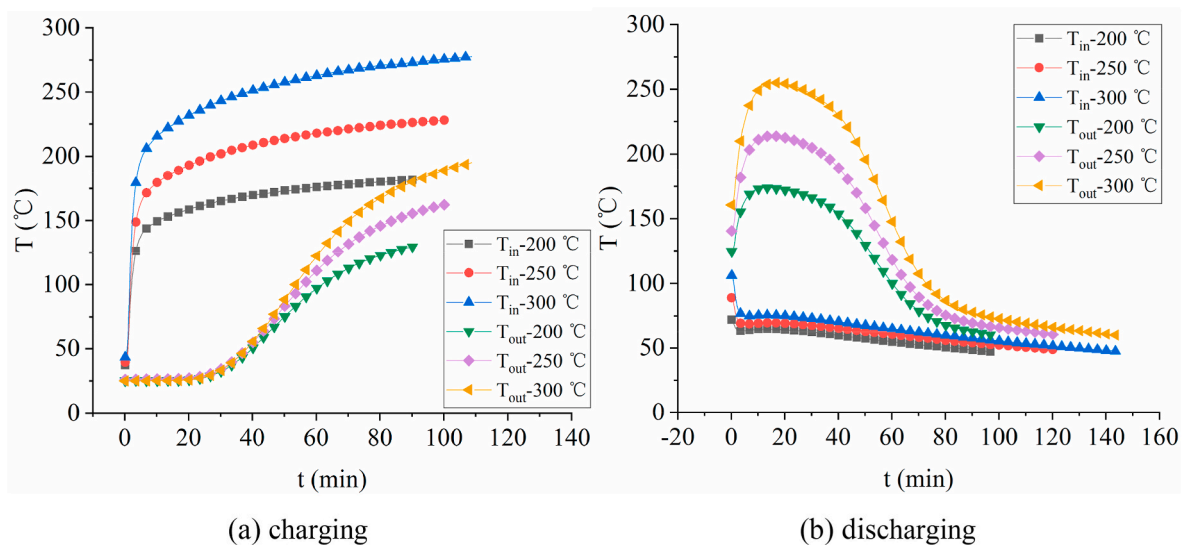 300
250
200
150
100
50
0
T (℃)
0 20 40 60 80 100 120 140
t (min)
T_in-200 ℃
T_in-250 ℃
T_in-300 ℃
T_out-200 ℃
T_out-250 ℃
T_out-300 ℃
(a) charging
300
250
200
150
100
50
0
T (℃)
-20 0 20 40 60 80 100 120 140 160
t (min)
T_in-200 ℃
T_in-250 ℃
T_in-300 ℃
T_out-200 ℃
T_out-250 ℃
T_out-300 ℃
(b) discharging